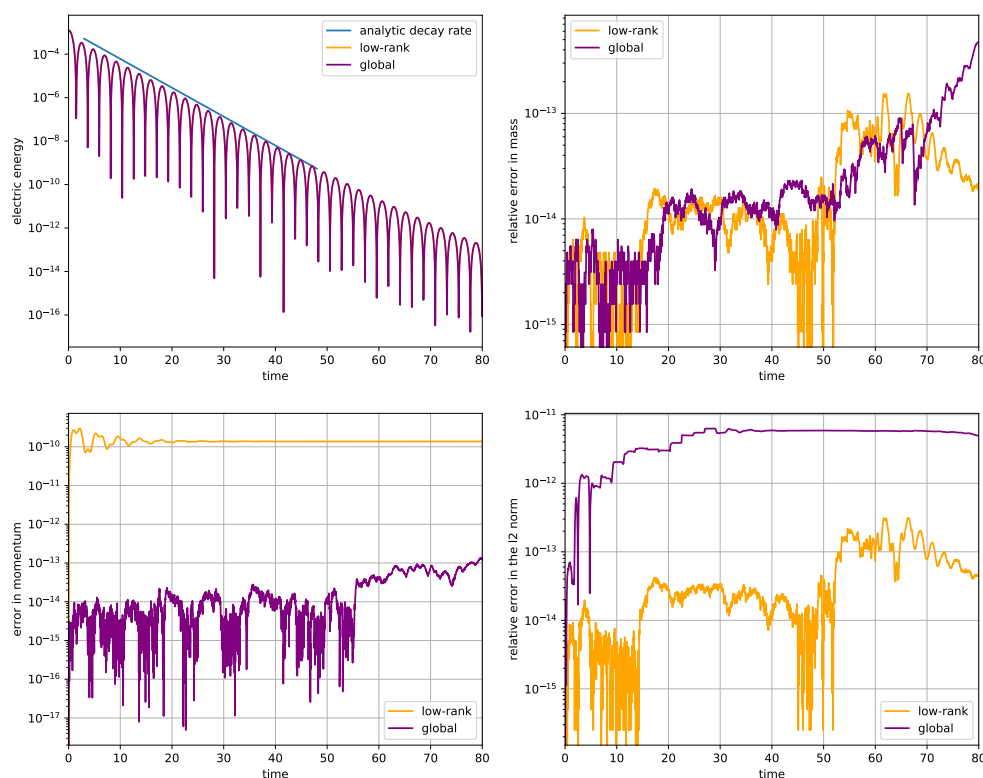 electric energy
10⁻⁴
10⁻⁶
10⁻⁸
10⁻¹⁰
10⁻¹²
10⁻¹⁴
10⁻¹⁶
analytic decay rate
low-rank
global
0 10 20 30 40 50 60 70 80
time
relative error in mass
10⁻¹³
10⁻¹⁴
10⁻¹⁵
low-rank
global
0 10 20 30 40 50 60 70 80
time
error in momentum
10⁻¹⁰
10⁻¹¹
10⁻¹²
10⁻¹³
10⁻¹⁴
10⁻¹⁵
10⁻¹⁶
10⁻¹⁷
low-rank
global
0 10 20 30 40 50 60 70 80
time
relative error in the l2 norm
10⁻¹¹
10⁻¹²
10⁻¹³
10⁻¹⁴
10⁻¹⁵
low-rank
global
0 10 20 30 40 50 60 70 80
time